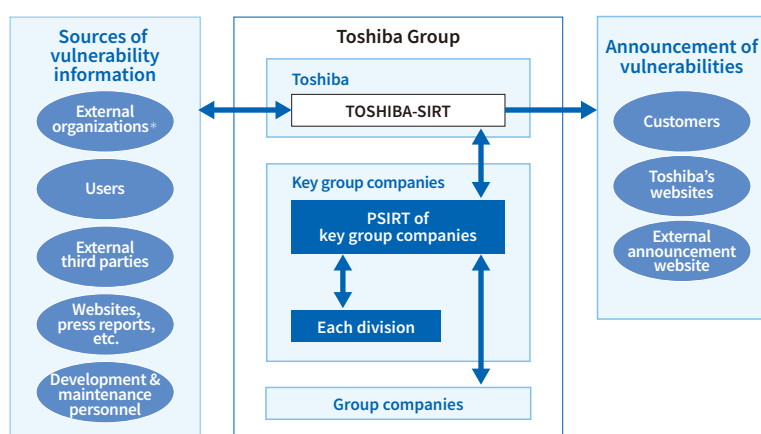 Sources of
vulnerability
information
External
organizations*
Users
External
third parties
Websites,
press reports,
etc.
Development &
maintenance
personnel
Toshiba Group
Toshiba
TOSHIBA-SIRT
Key group companies
PSIRT of
key group companies
Each division
Group companies
Announcement of
vulnerabilities
Customers
Toshiba’s
websites
External
announcement
website